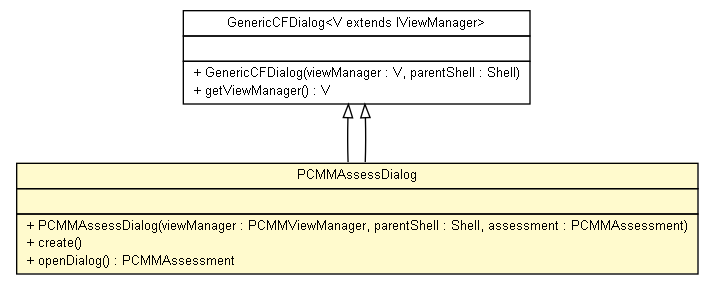 GenericCFDialog<V extends IViewManager>
+ GenericCFDialog(viewManager : V, parentShell : Shell)
+ getViewManager() : V
PCMMAssessDialog
+ PCMMAssessDialog(viewManager : PCMMViewManager, parentShell : Shell, assessment : PCMMAssessment)
+ create()
+ openDialog() : PCMMAssessment